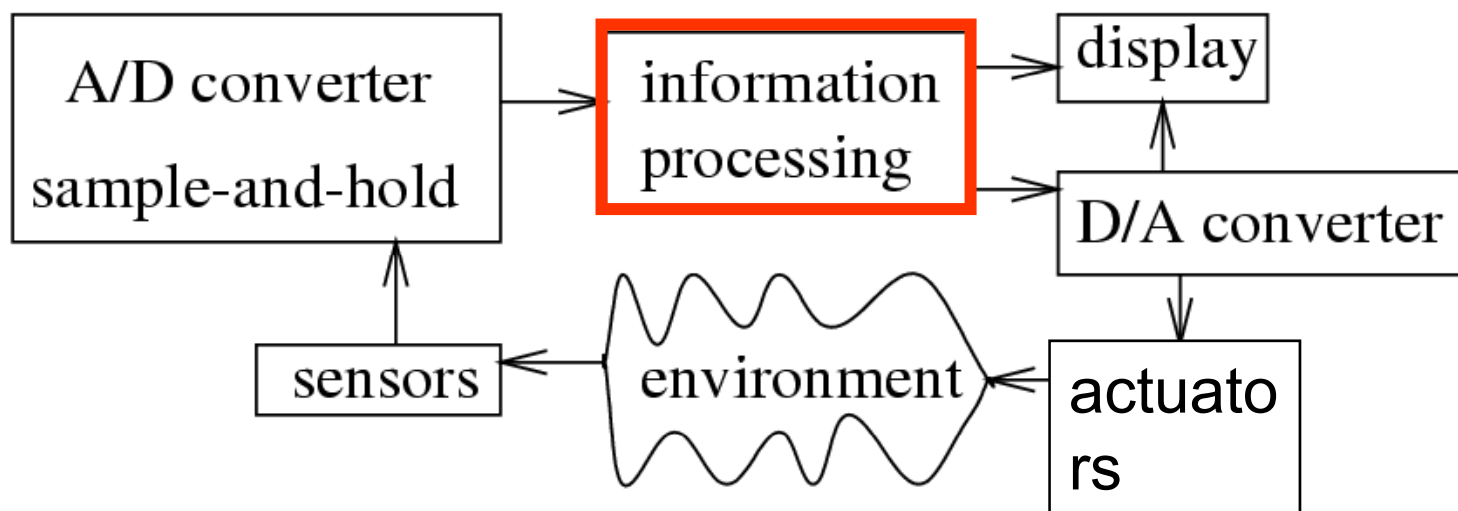 A/D converter
sample-and-hold
information
processing
display
D/A converter
sensors
environment
actuato
rs